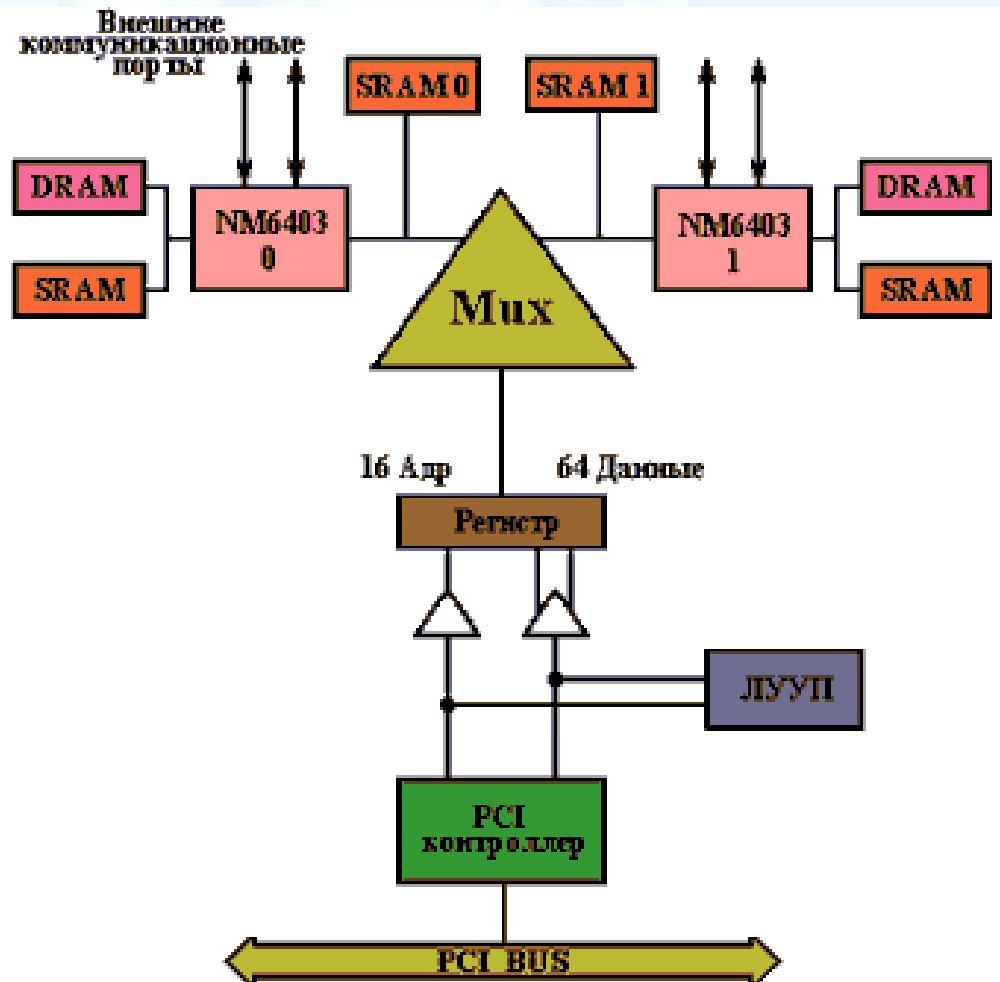 Внешние
коммуникационные
порты
SRAM 0
SRAM 1
DRAM
NM6403
0
SRAM
NM6403
1
DRAM
SRAM
Mux
16 Адр
64 Данные
Регистр
ЛУУП
PCI
контроллер
PCI BUS